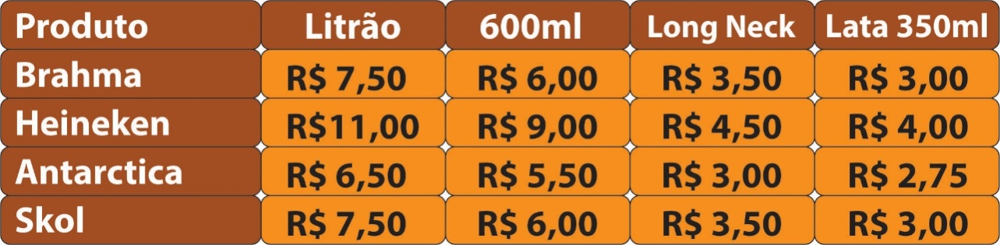 Produto Litrão 600ml Long Neck Lata 350ml
Brahma R$ 7,50 R$ 6,00 R$ 3,50 R$ 3,00
Heineken R$11,00 R$ 9,00 R$ 4,50 R$ 4,00
Antarctica R$ 6,50 R$ 5,50 R$ 3,00 R$ 2,75
Skol R$ 7,50 R$ 6,00 R$ 3,50 R$ 3,00